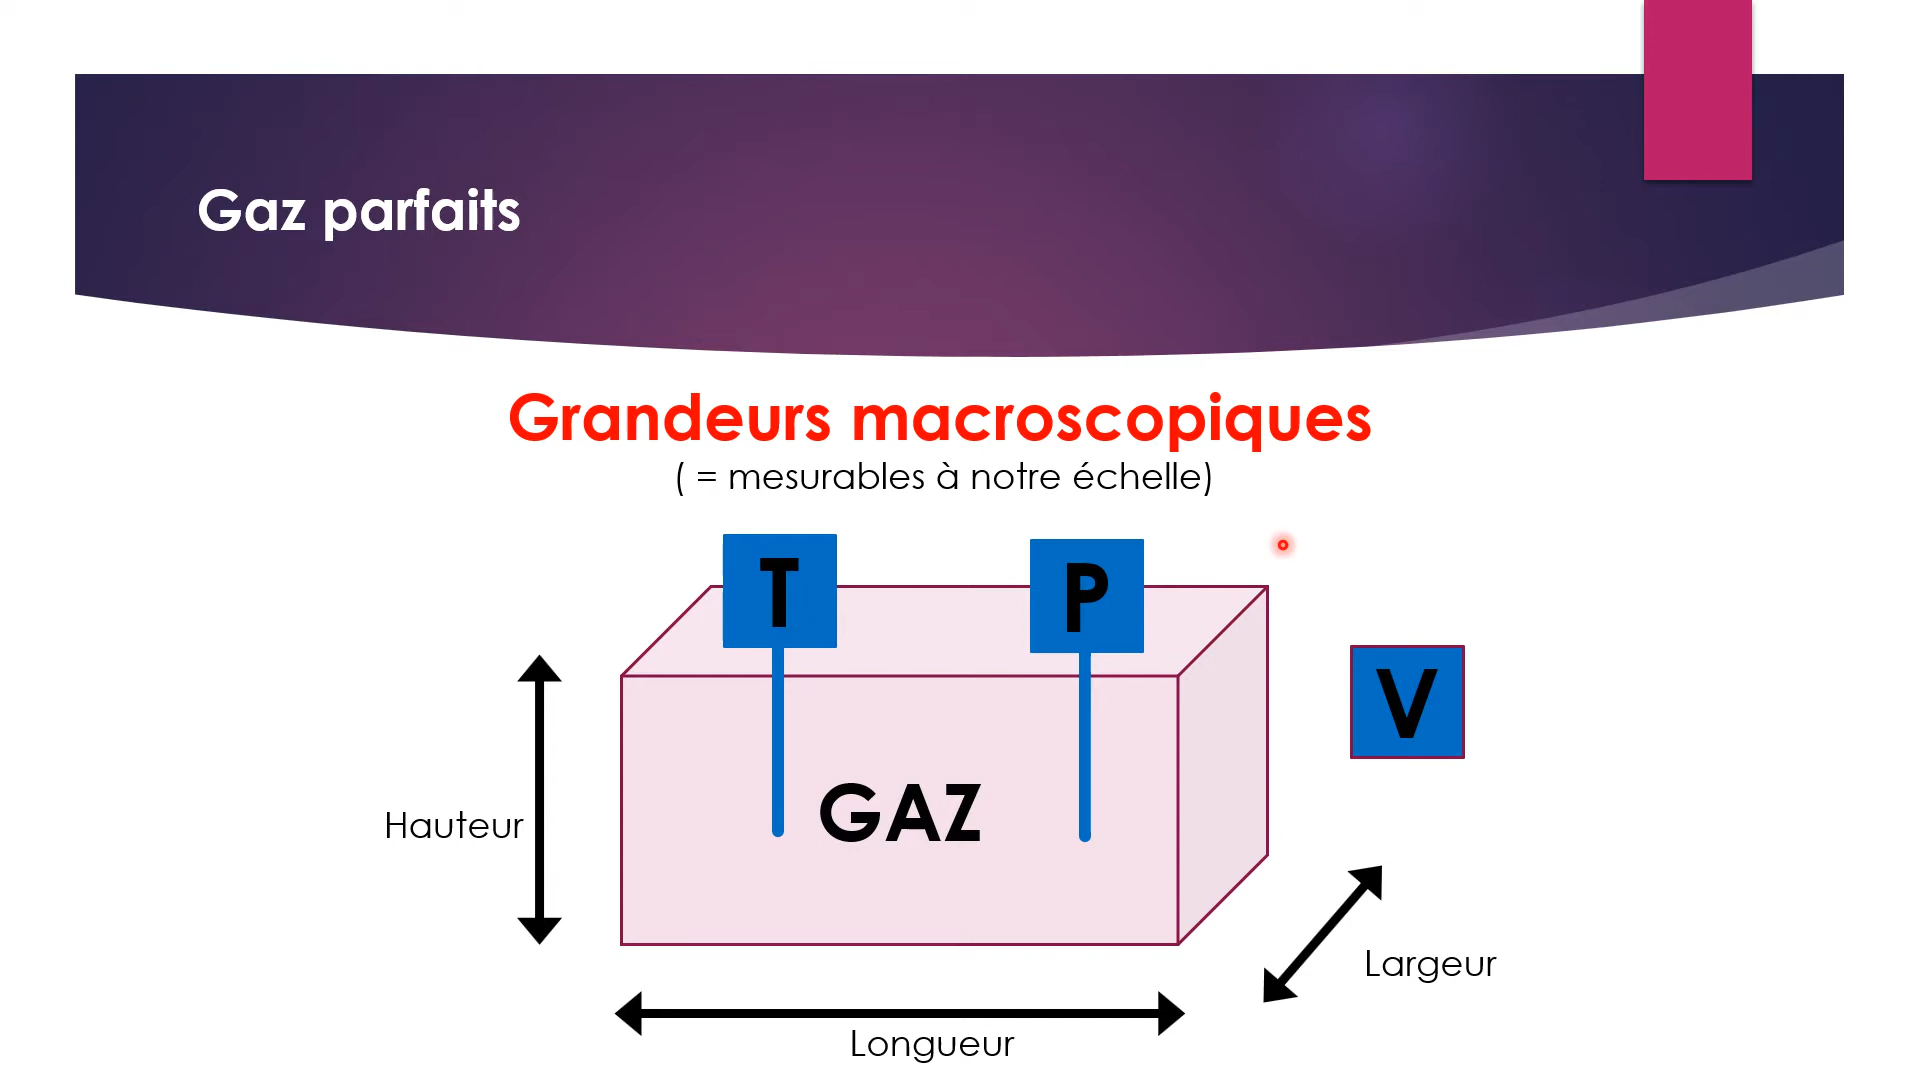 Gaz parfaits
Grandeurs macroscopiques
( = mesurables à notre échelle)
T
P
V
GAZ
Hauteur
Largeur
Longueur